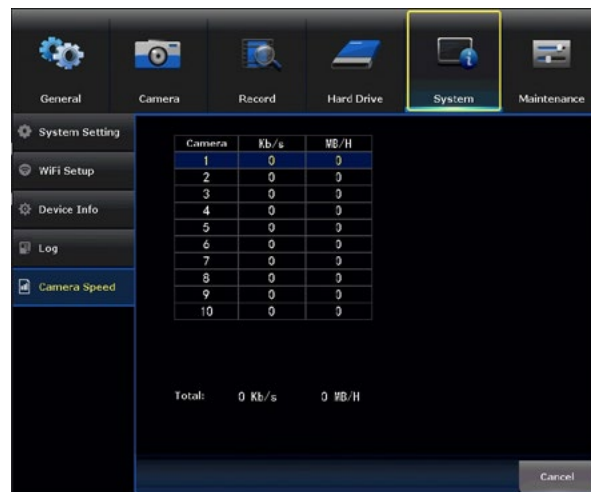 General Camera Record Hard Drive System Maintenance
System Setting
WiFi Setup
Device Info
Log
Camera Speed
Camera Kb/s MB/H
1 0 0
2 0 0
3 0 0
4 0 0
5 0 0
6 0 0
7 0 0
8 0 0
9 0 0
10 0 0
Total: 0 Kb/s 0 MB/H
Cancel